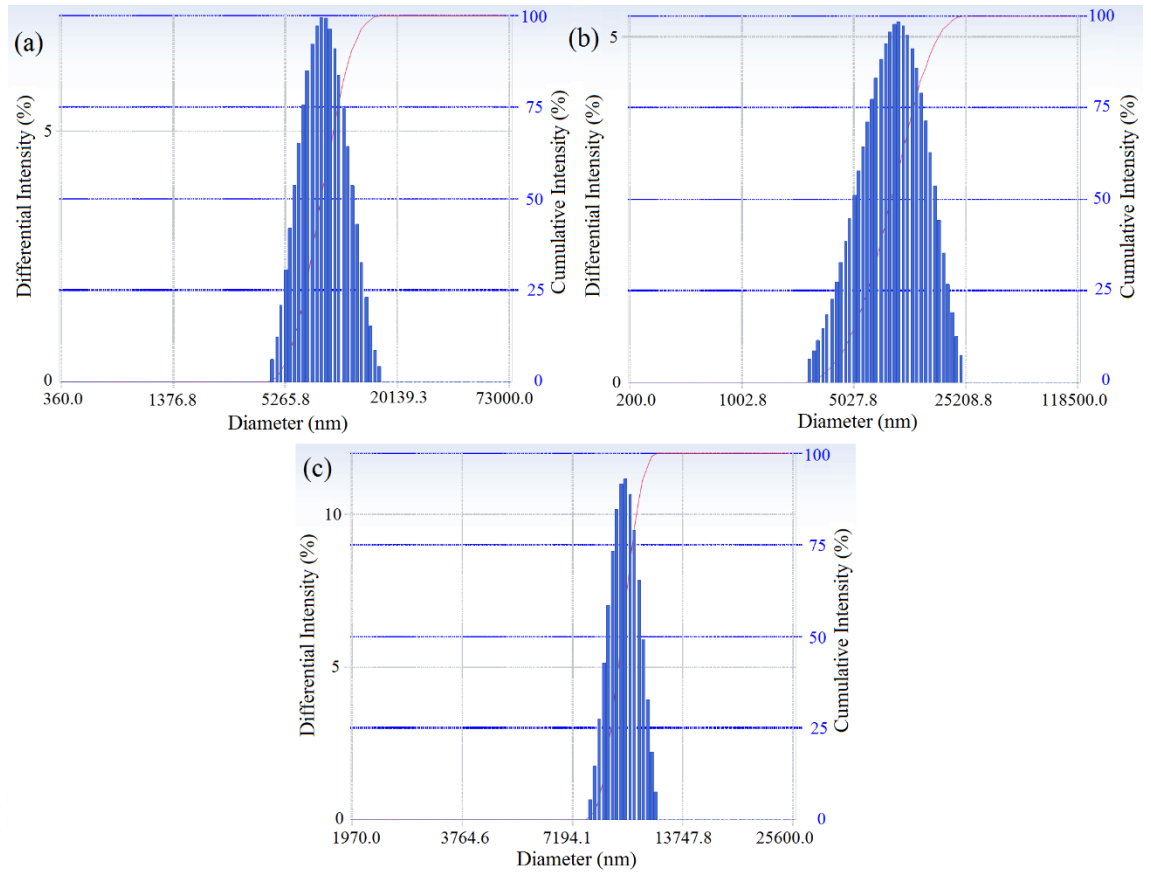 (a)
Differential Intensity (%)
5
0
100
75
50
25
0
Cumulative Intensity (%)
360.0 1376.8 5265.8 20139.3 73000.0
Diameter (nm)
(b)
Differential Intensity (%)
5
0
100
75
50
25
0
Cumulative Intensity (%)
200.0 1002.8 5027.8 25208.8 118500.0
Diameter (nm)
(c)
Differential Intensity (%)
10
5
0
100
75
50
25
0
Cumulative Intensity (%)
1970.0 3764.6 7194.1 13747.8 25600.0
Diameter (nm)